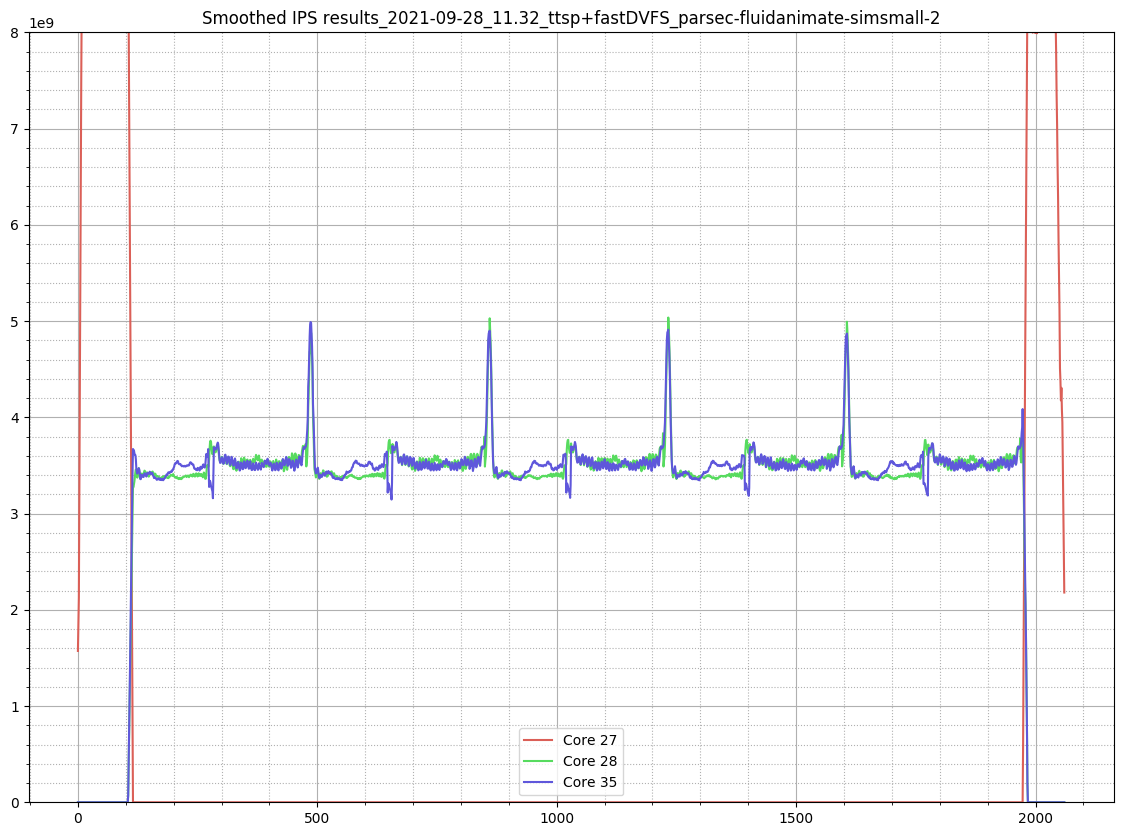 Smoothed IPS results_2021-09-28_11.32_ttsp+fastDVFS_parsec-fluidanimate-simsmall-2
1e9
8
7
6
5
4
3
2
1
0
Core 27
Core 28
Core 35
0 500 1000 1500 2000